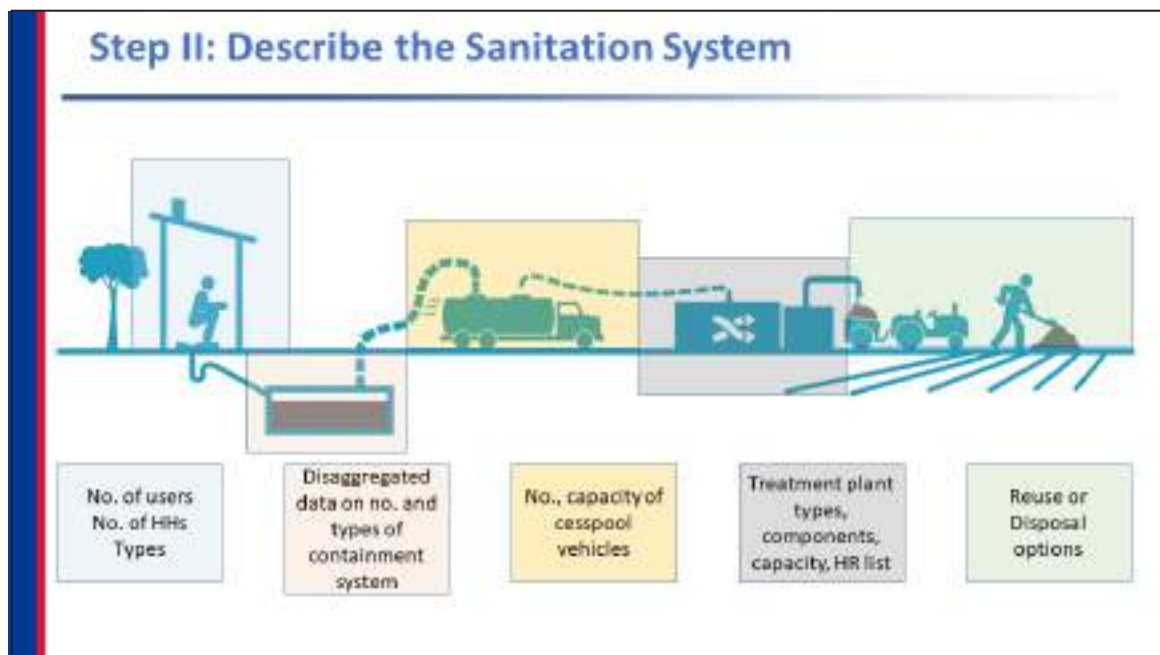 Step II: Describe the Sanitation System
No. of users
No. of HHs
Types
Disaggregated
data on no. and
types of
containment
system
No., capacity of
cesspool
vehicles
Treatment plant
types,
components,
capacity, HR list
Reuse or
Disposal
options